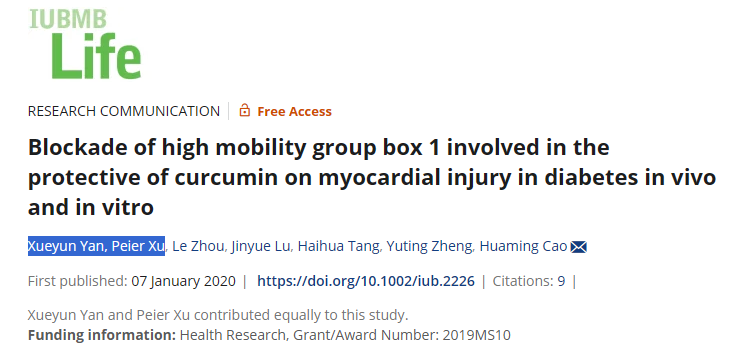 IUBMB
Life
RESEARCH COMMUNICATION | Free Access
Blockade of high mobility group box 1 involved in the
protective of curcumin on myocardial injury in diabetes in vivo
and in vitro
Xueyun Yan, Peier Xu, Le Zhou, Jinyue Lu, Haihua Tang, Yuting Zheng, Huaming Cao
First published: 07 January 2020 | https://doi.org/10.1002/iub.2226 | Citations: 9 |
Xueyun Yan and Peier Xu contributed equally to this study.
Funding information: Health Research, Grant/Award Number: 2019MS10